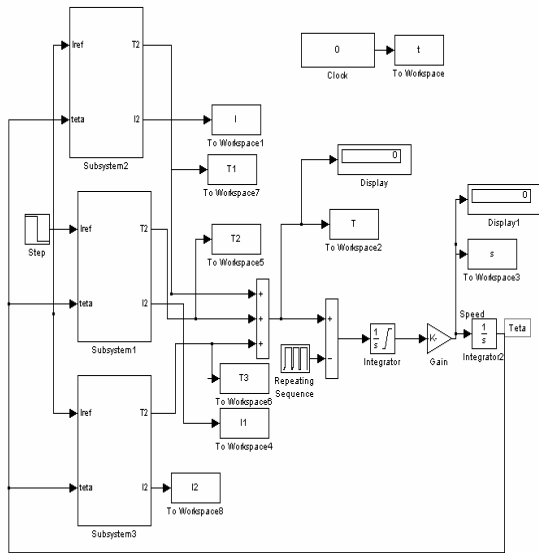 Iref
T2
teta
I2
Subsystem2
I
To Workspace1
T1
To Workspace7
0
Clock
t
To Workspace
0
Display
0
Display1
Step
Iref
T2
teta
I2
Subsystem1
T2
To Workspace5
T
To Workspace2
s
To Workspace3
+
+
+
+
−
Repeating
Sequence
1
s
Integrator
K-
Gain
Speed
1
s
Integrator2
Teta
T3
To Workspace6
I1
To Workspace4
Iref
T2
teta
I2
Subsystem3
I2
To Workspace8